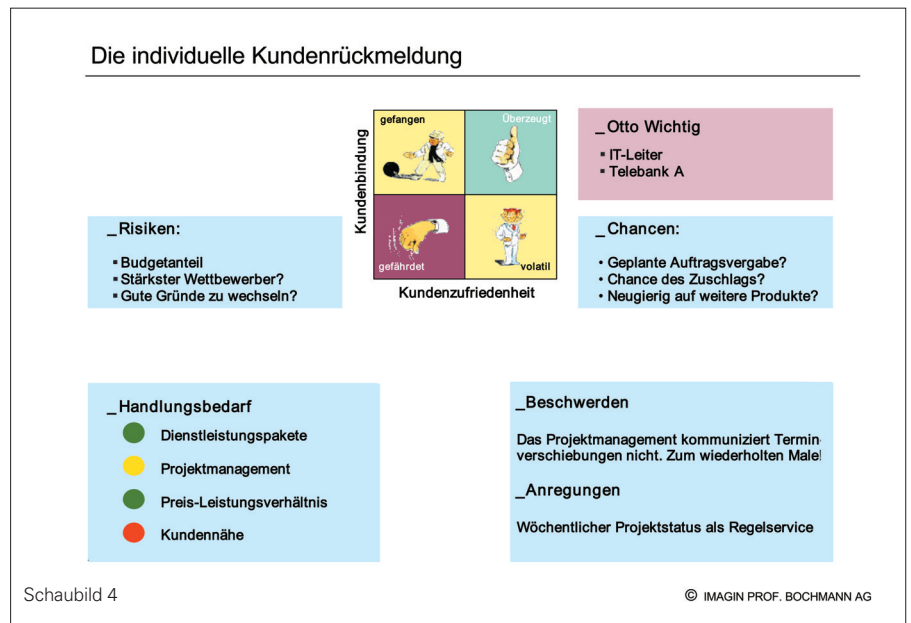 Die individuelle Kundenrückmeldung
gefangen
Überzeugt
gefährdet
volatil
Kundenbindung
Kundenzufriedenheit
_Otto Wichtig
▪ IT-Leiter
▪ Telebank A
_Risiken:
▪ Budgetanteil
▪ Stärkster Wettbewerber?
▪ Gute Gründe zu wechseln?
_Chancen:
• Geplante Auftragsvergabe?
• Chance des Zuschlags?
• Neugierig auf weitere Produkte?
_Handlungsbedarf
Dienstleistungspakete
Projektmanagement
Preis-Leistungsverhältnis
Kundennähe
_Beschwerden
Das Projektmanagement kommuniziert Termin-
verschiebungen nicht. Zum wiederholten Male!
_Anregungen
Wöchentlicher Projektstatus als Regelservice
Schaubild 4
© IMAGIN PROF. BOCHMANN AG